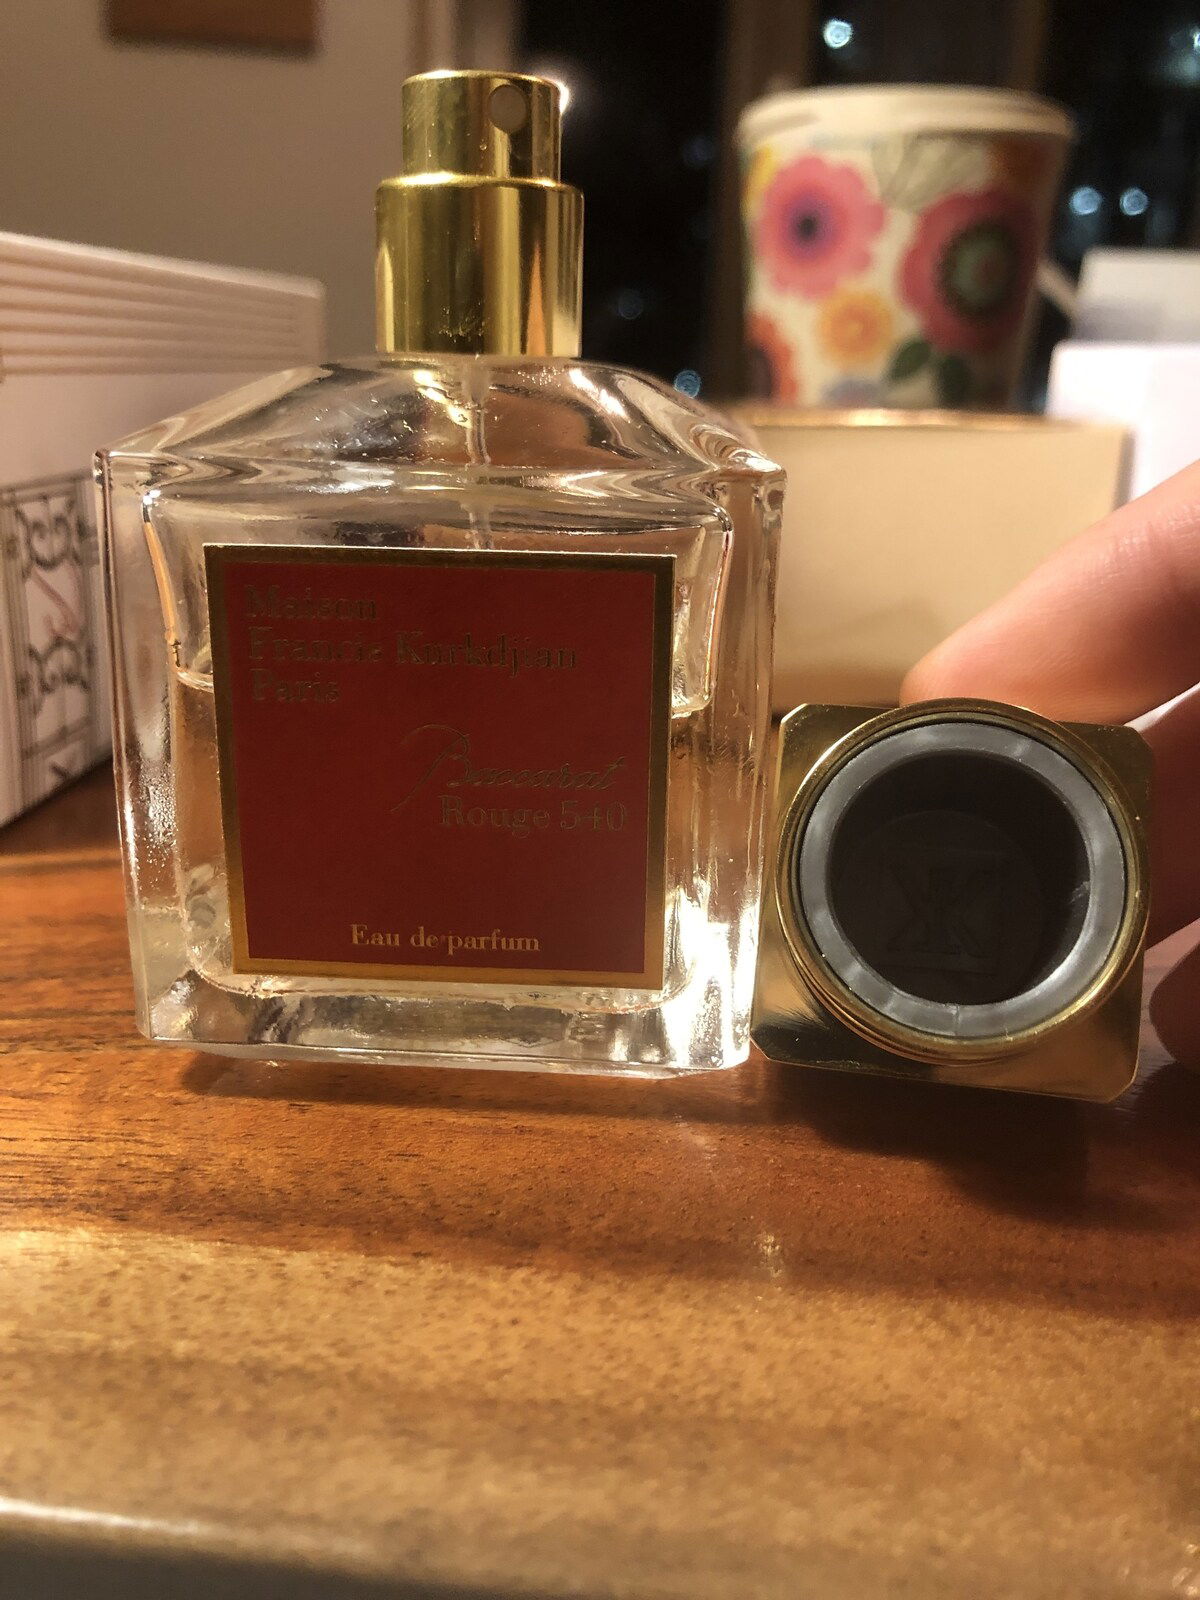 Maison
Francis Kurkdjian
Paris
Baccarat
Rouge 540
Eau de parfum